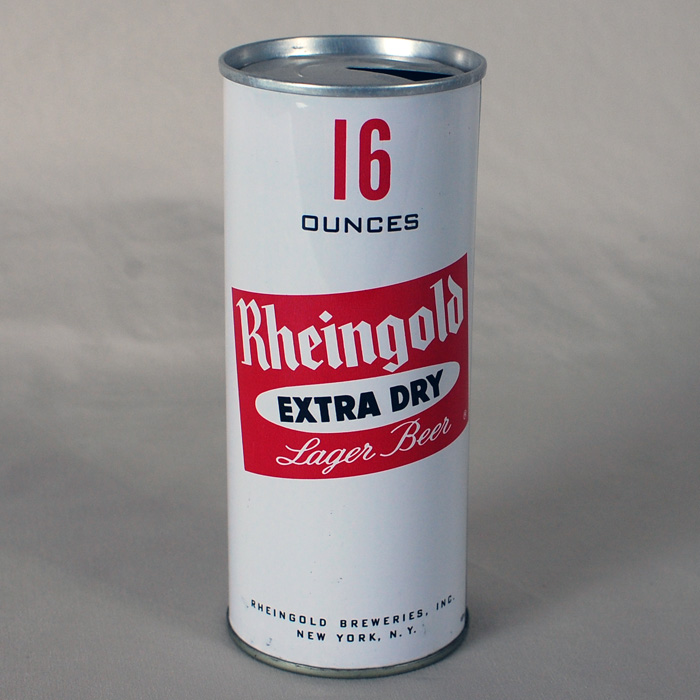 16
OUNCES
Rheingold
EXTRA DRY
Lager Beer
RHEINGOLD BREWERIES, INC.
NEW YORK, N.Y.